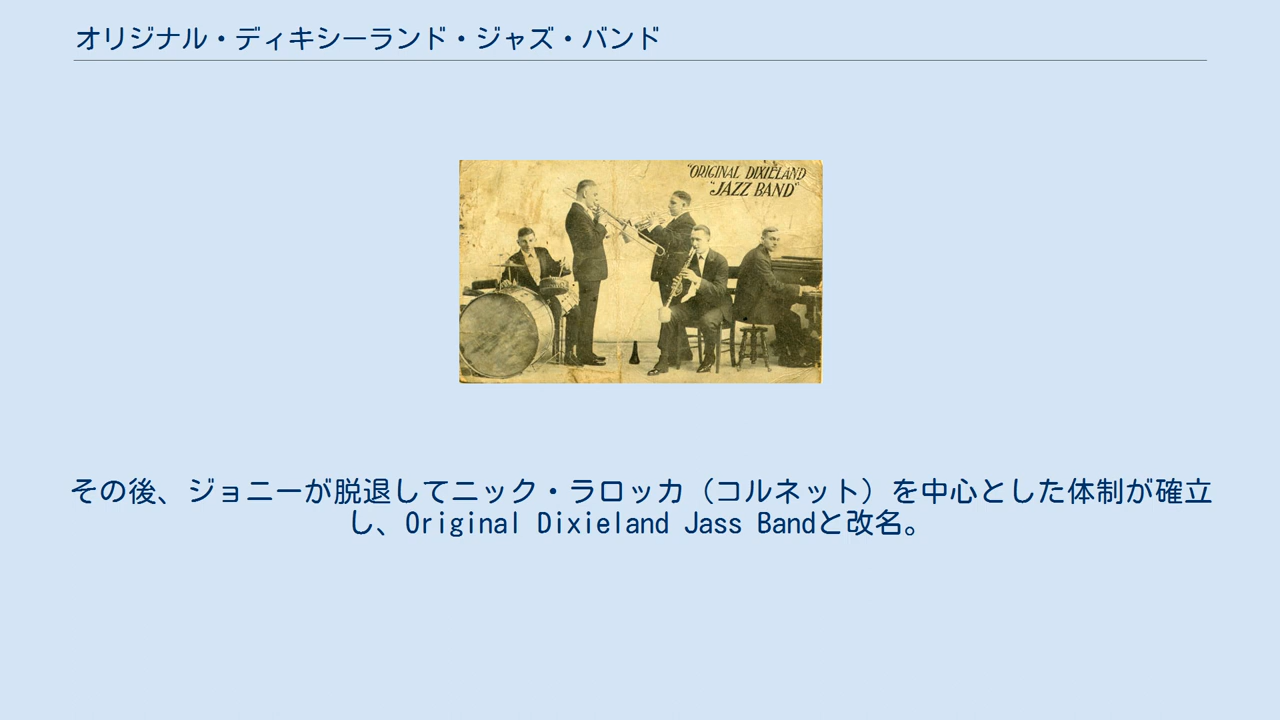 オリジナル・ディキシーランド・ジャズ・バンド
"ORIGINAL DIXIELAND
"JAZZ BAND"
その後、ジョニーが脱退してニック・ラロッカ（コルネット）を中心とした体制が確立
し、Original Dixieland Jass Bandと改名。